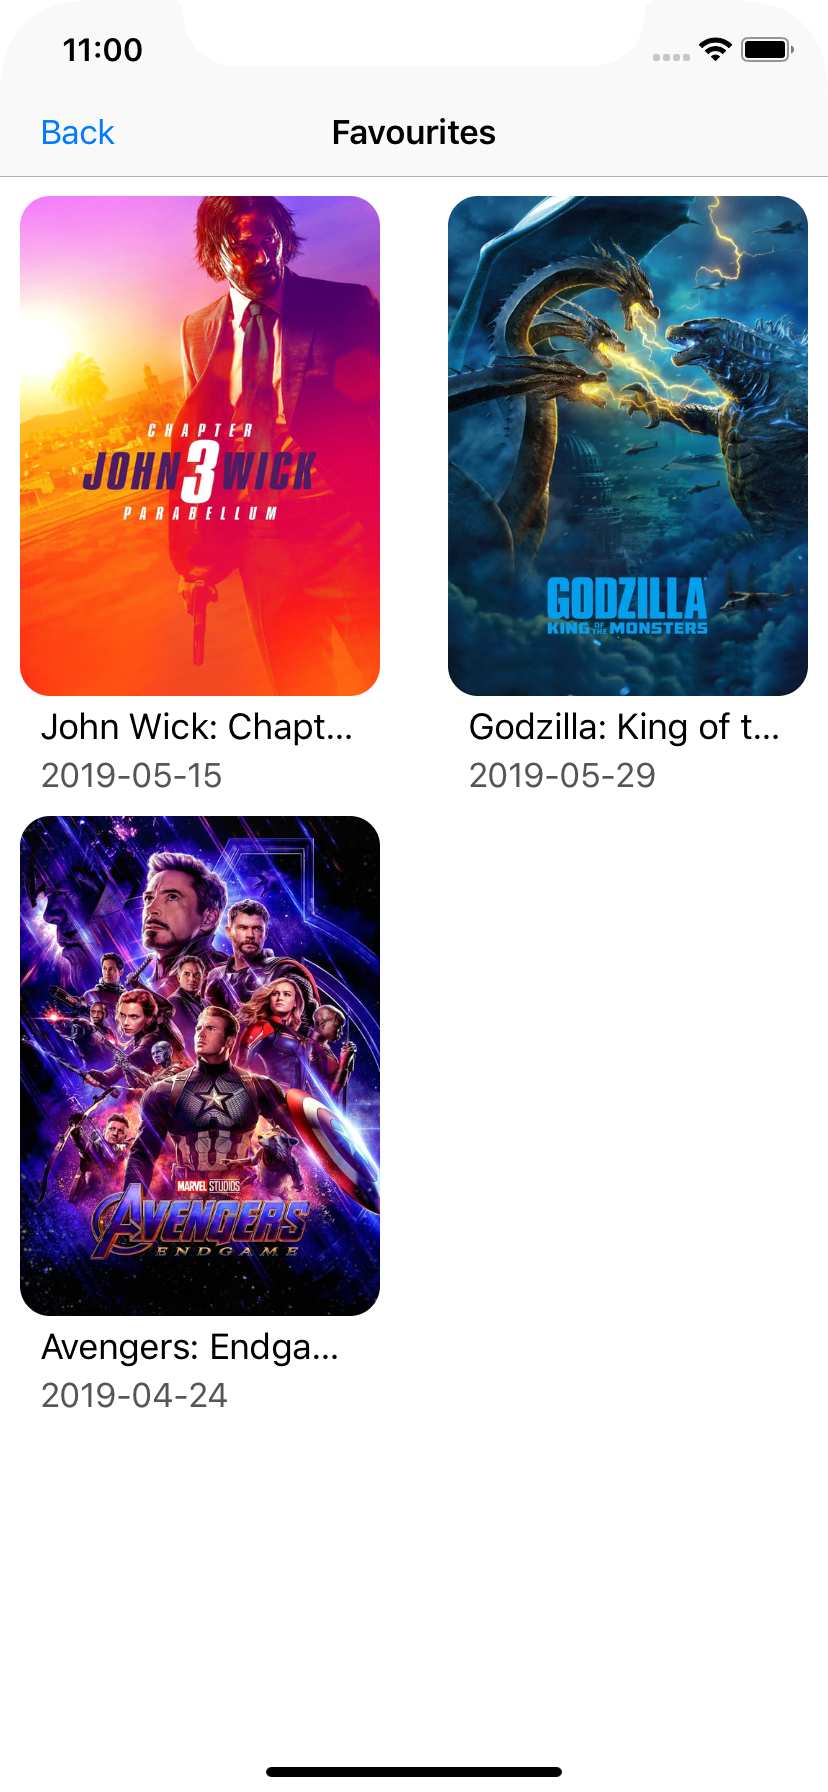 11:00
Back
Favourites
CHAPTER
JOHN 3 WICK
PARABELLUM
GODZILLA
KING OF THE MONSTERS
John Wick: Chapt...
Godzilla: King of t...
2019-05-15
2019-05-29
MARVEL STUDIOS
AVENGERS
ENDGAME
Avengers: Endga...
2019-04-24